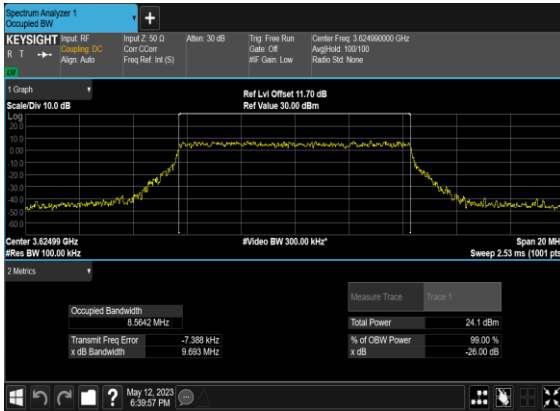 Spectrum Analyzer 1
Occupied BW
KEYSIGHT
R T
LXI
Input: RF
Coupling: DC
Align: Auto
Input Z: 50 Ω
Corr CCorr
Freq Ref: Int (S)
Atten: 30 dB
Trig: Free Run
Gate: Off
#IF Gain: Low
Center Freq: 3.624990000 GHz
Avg|Hold: 100/100
Radio Std: None
1 Graph
Scale/Div 10.0 dB
Ref Lvl Offset 11.70 dB
Ref Value 30.00 dBm
Log
20.0
10.0
0.00
-10.0
-20.0
-30.0
-40.0
-50.0
-60.0
Center 3.62499 GHz
#Res BW 100.00 kHz
#Video BW 300.00 kHz*
Span 20 MH
Sweep 2.53 ms (1001 pts
2 Metrics
Measure Trace
Trace 1
Occupied Bandwidth
8.5642 MHz
Total Power
24.1 dBm
Transmit Freq Error
-7.388 kHz
% of OBW Power
99.00 %
x dB Bandwidth
9.693 MHz
x dB
-26.00 dB
?
May 12, 2023
6:39:57 PM